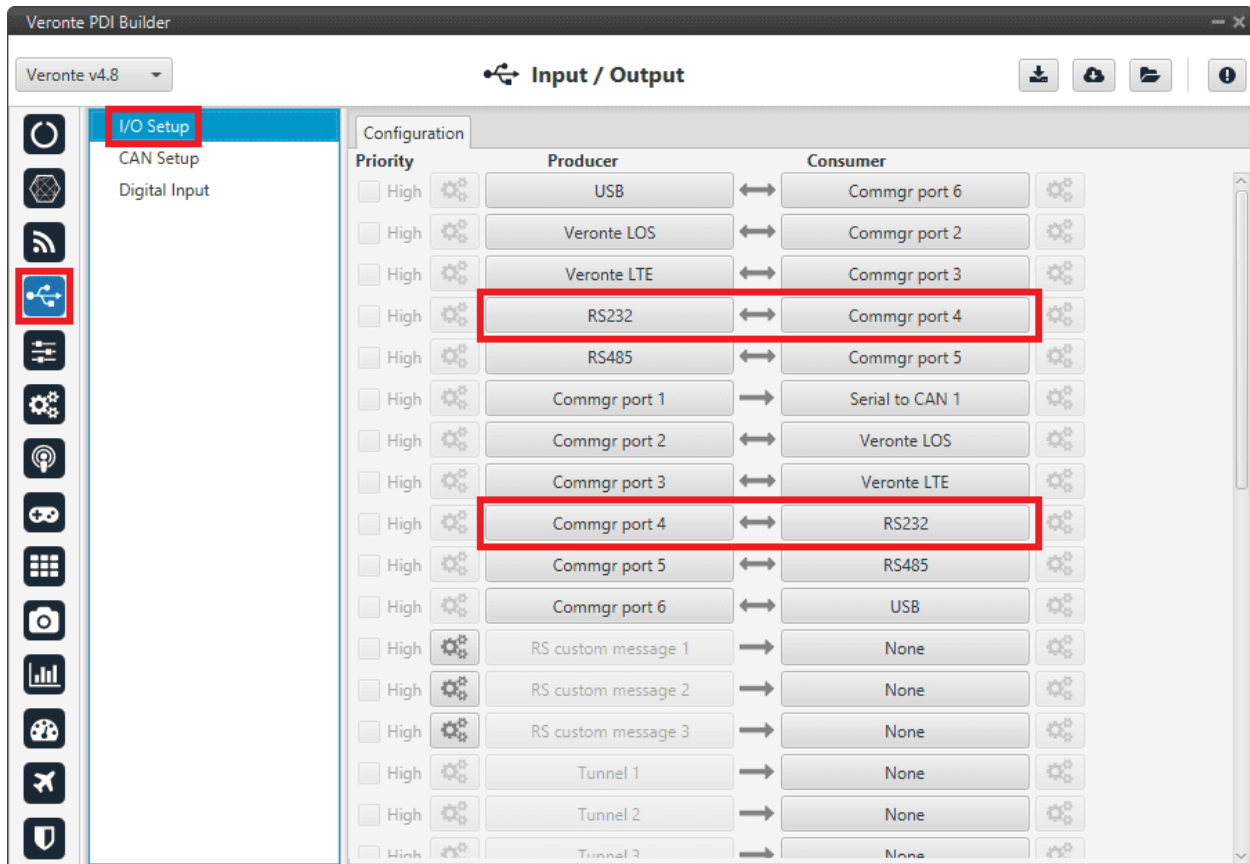 Veronte PDI Builder
Veronte v4.8
Input / Output
I/O Setup
CAN Setup
Digital Input
Configuration
Priority Producer Consumer
High USB Commgr port 6
High Veronte LOS Commgr port 2
High Veronte LTE Commgr port 3
High RS232 Commgr port 4
High RS485 Commgr port 5
High Commgr port 1 Serial to CAN 1
High Commgr port 2 Veronte LOS
High Commgr port 3 Veronte LTE
High Commgr port 4 RS232
High Commgr port 5 RS485
High Commgr port 6 USB
High RS custom message 1 None
High RS custom message 2 None
High RS custom message 3 None
High Tunnel 1 None
High Tunnel 2 None
High Tunnel 3 None